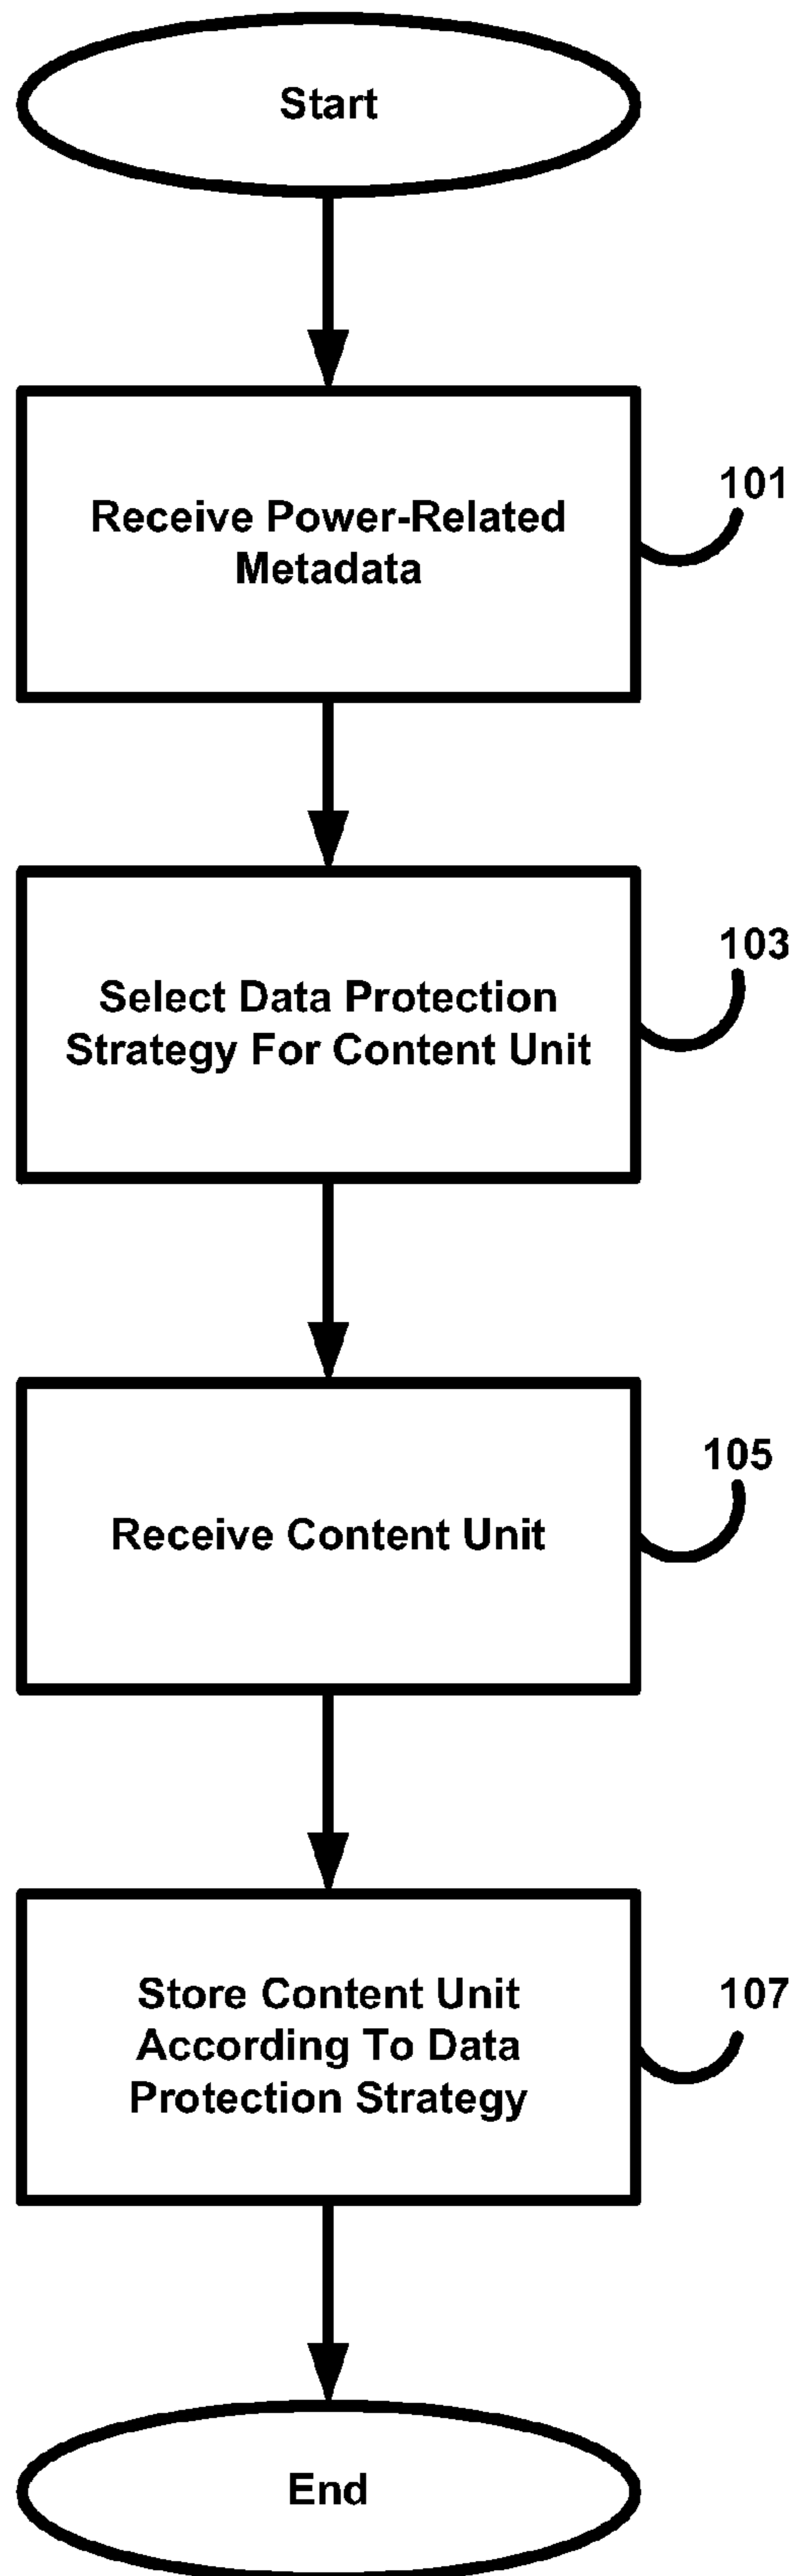 Start
Receive Power-Related
Metadata
101
Select Data Protection
Strategy For Content Unit
103
Receive Content Unit
105
Store Content Unit
According To Data
Protection Strategy
107
End